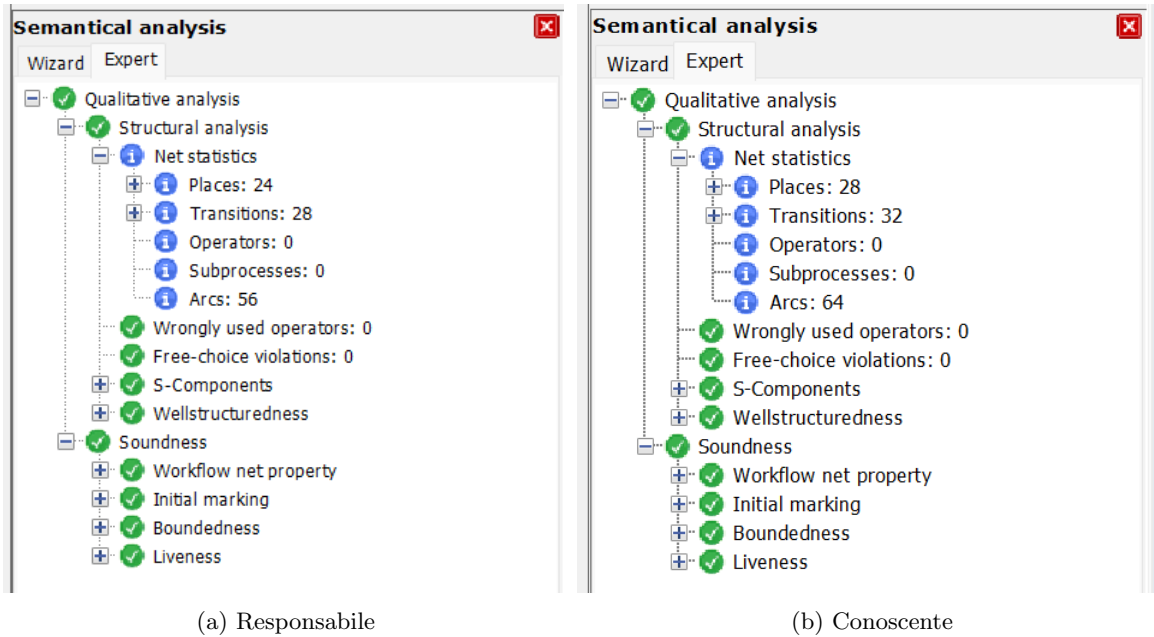 Semantical analysis
Wizard Expert
Qualitative analysis
Structural analysis
Net statistics
Places: 24
Transitions: 28
Operators: 0
Subprocesses: 0
Arcs: 56
Wrongly used operators: 0
Free-choice violations: 0
S-Components
Wellstructuredness
Soundness
Workflow net property
Initial marking
Boundedness
Liveness
(a) Responsabile
Semantical analysis
Wizard Expert
Qualitative analysis
Structural analysis
Net statistics
Places: 28
Transitions: 32
Operators: 0
Subprocesses: 0
Arcs: 64
Wrongly used operators: 0
Free-choice violations: 0
S-Components
Wellstructuredness
Soundness
Workflow net property
Initial marking
Boundedness
Liveness
(b) Conoscente